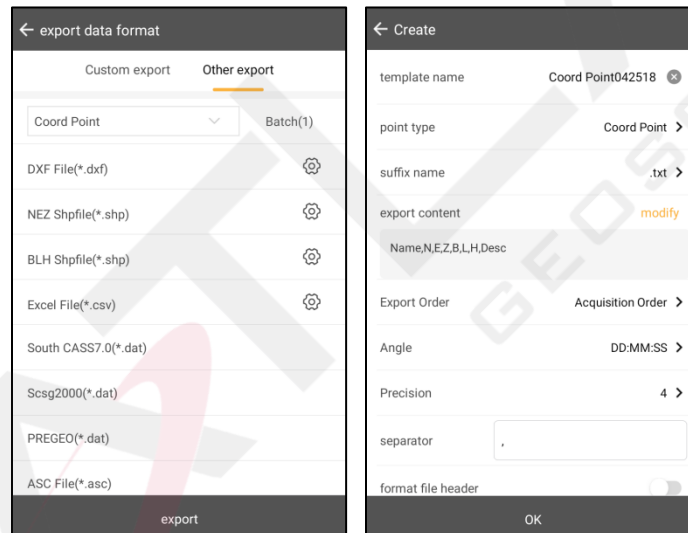 ← export data format
Custom export Other export
Coord Point Batch(1)
DXF File(*.dxf)
NEZ Shpfile(*.shp)
BLH Shpfile(*.shp)
Excel File(*.csv)
South CASS7.0(*.dat)
Scsg2000(*.dat)
PREGEO(*.dat)
ASC File(*.asc)
export
← Create
template name Coord Point042518
point type Coord Point >
suffix name .txt >
export content modify
Name,N,E,Z,B,L,H,Desc
Export Order Acquisition Order >
Angle DD:MM:SS >
Precision 4 >
separator ,
format file header
OK